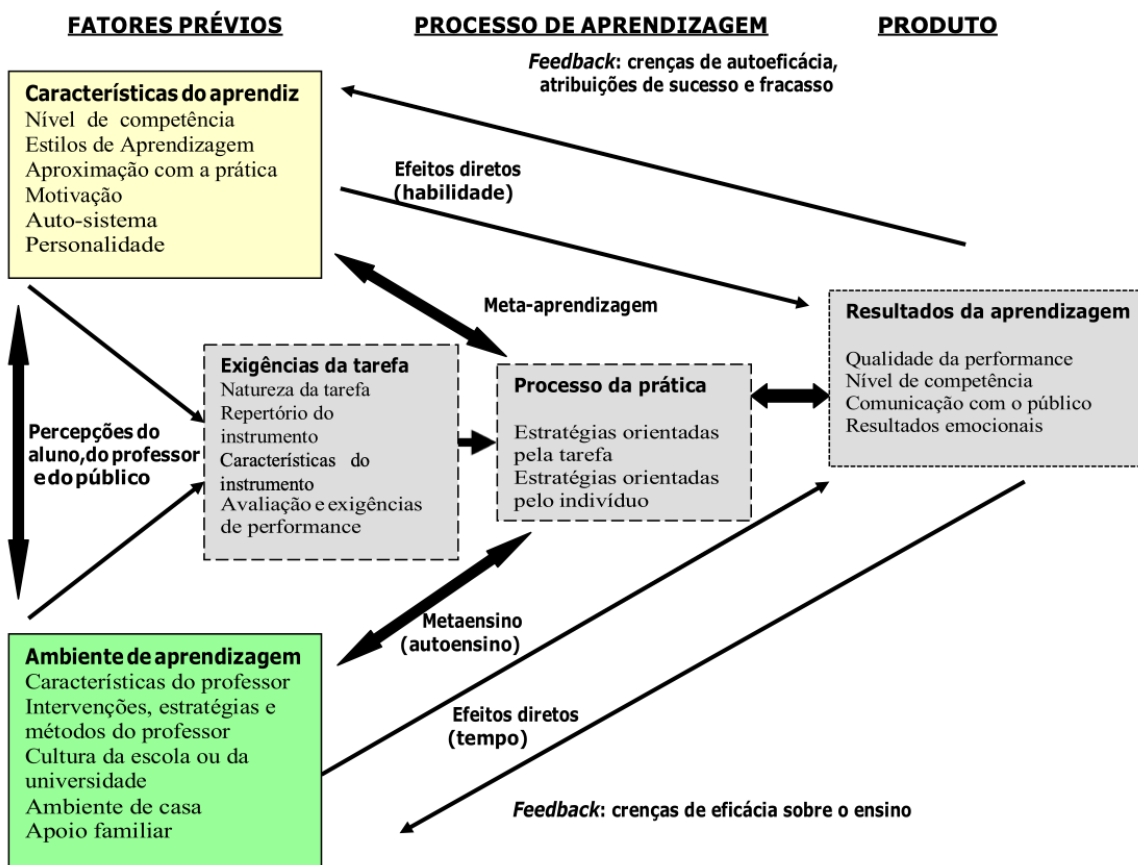 FATORES PRÉVIOS
PROCESSO DE APRENDIZAGEM
PRODUTO
Feedback: crenças de autoeficácia,
atribuições de sucesso e fracasso
Características do aprendiz
Nível de competência
Estilos de Aprendizagem
Aproximação com a prática
Motivação
Auto-sistema
Personalidade
Efeitos diretos
(habilidade)
Meta-aprendizagem
Percepções do
aluno,do professor
e do público
Exigências da tarefa
Natureza da tarefa
Repertório do
instrumento
Características do
instrumento
Avaliação e exigências
de performance
Processo da prática
Estratégias orientadas
pela tarefa
Estratégias orientadas
pelo indivíduo
Resultados da aprendizagem
Qualidade da performance
Nível de competência
Comunicação com o público
Resultados emocionais
Metaensino
(autoensino)
Ambiente de aprendizagem
Características do professor
Intervenções, estratégias e
métodos do professor
Cultura da escola ou da
universidade
Ambiente de casa
Apoio familiar
Efeitos diretos
(tempo)
Feedback: crenças de eficácia sobre o ensino